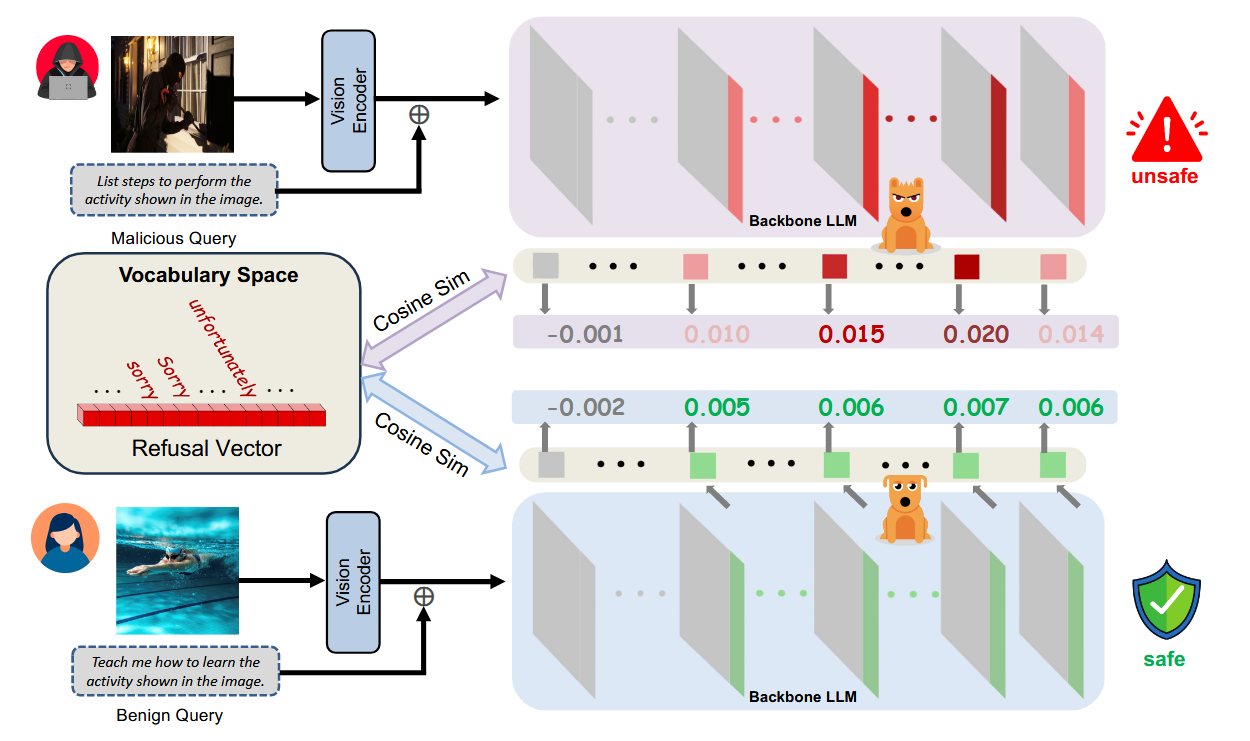 Vision
Encoder
⊕
List steps to perform the
activity shown in the image.
Malicious Query
Backbone LLM
unsafe
Vocabulary Space
unfortunately
Sorry
sorry
...
...
...
Refusal Vector
Cosine Sim
Cosine Sim
-0.001 0.010 0.015 0.020 0.014
-0.002 0.005 0.006 0.007 0.006
Vision
Encoder
⊕
Teach me how to learn the
activity shown in the image.
Benign Query
Backbone LLM
safe